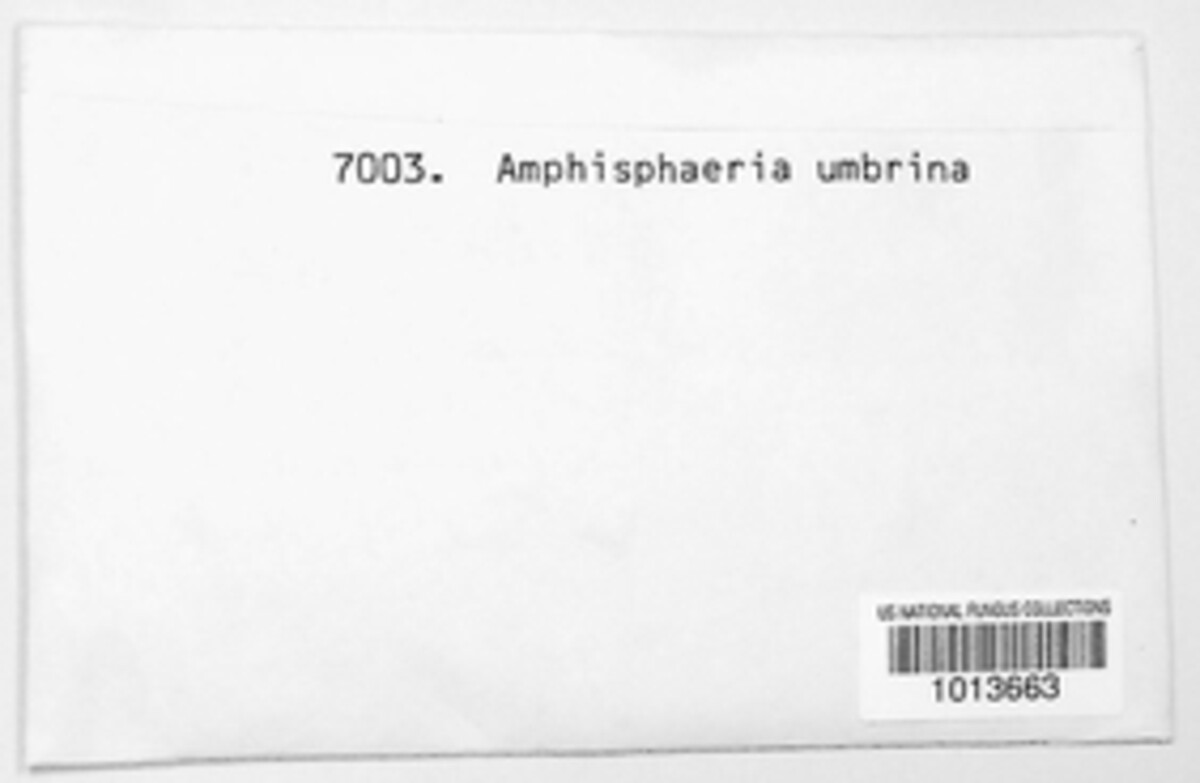 7003. Amphisphaeria umbrina
US NATIONAL FUNGUS COLLECTIONS
1013663